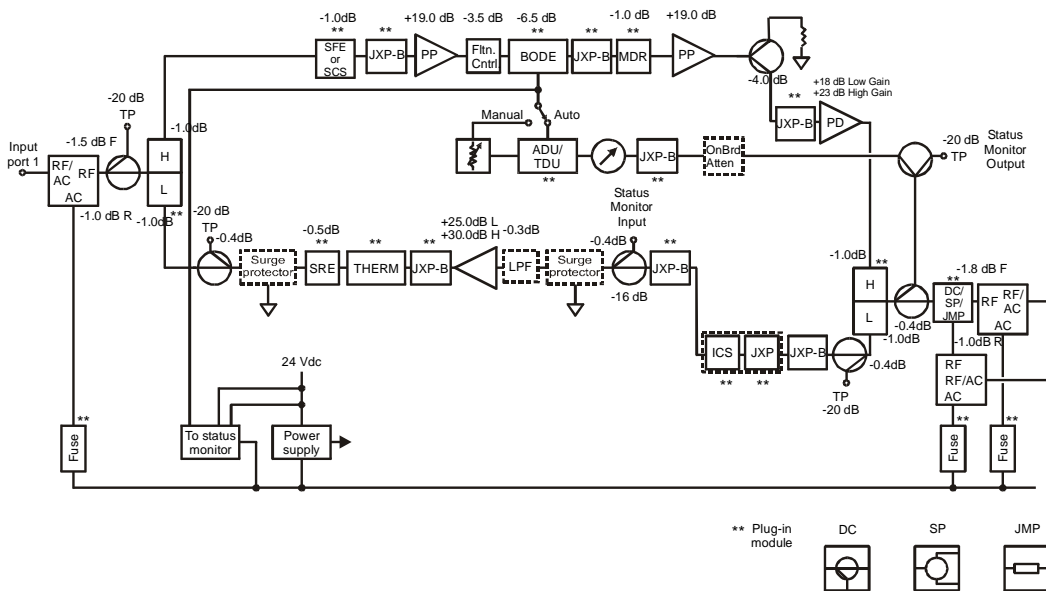 -1.0dB
**
SFE
or
SCS
**
JXP-B
+19.0 dB
PP
-3.5 dB
Fltn.
Cntrl
-6.5dB
**
BODE
**
JXP-B
-1.0 dB
**
MDR
+19.0 dB
PP
-4.0 dB
+18 dB Low Gain
+23 dB High Gain
**
JXP-B
PD
Manual
Auto
ADU/
TDU
**
JXP-B
**
OnBrd
Atten
-20 dB
TP
Status
Monitor
Output
Input
port 1
-1.5 dB F
RF/
AC
RF
AC
-1.0 dB R
-20 dB
TP
-1.0dB
H
L
**
-1.0dB
-20 dB
TP
-0.4dB
Surge
protector
-0.5dB
**
SRE
**
THERM
**
JXP-B
+25.0dB L
+30.0dB H
-0.3dB
LPF
Surge
protector
Status
Monitor
Input
-0.4dB
-16 dB
**
JXP-B
ICS
**
JXP
**
JXP-B
TP
-20 dB
-0.4dB
-1.0dB
**
H
L
-1.0dB
-0.4dB
**
DC/
SP/
JMP
-1.8 dB F
RF
RF/
AC
AC
-1.0dB R
RF
RF/AC
AC
24 Vdc
Fuse
**
To status
monitor
Power
supply
Fuse
**
Fuse
**
** Plug-in
module
DC
SP
JMP